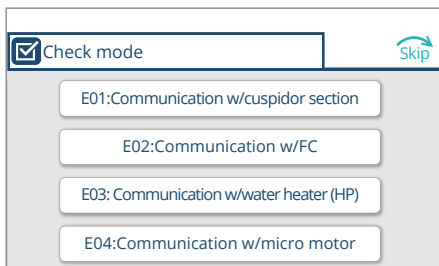 Check mode
Skip
E01:Communication w/cuspidor section
E02:Communication w/FC
E03: Communication w/water heater (HP)
E04:Communication w/micro motor